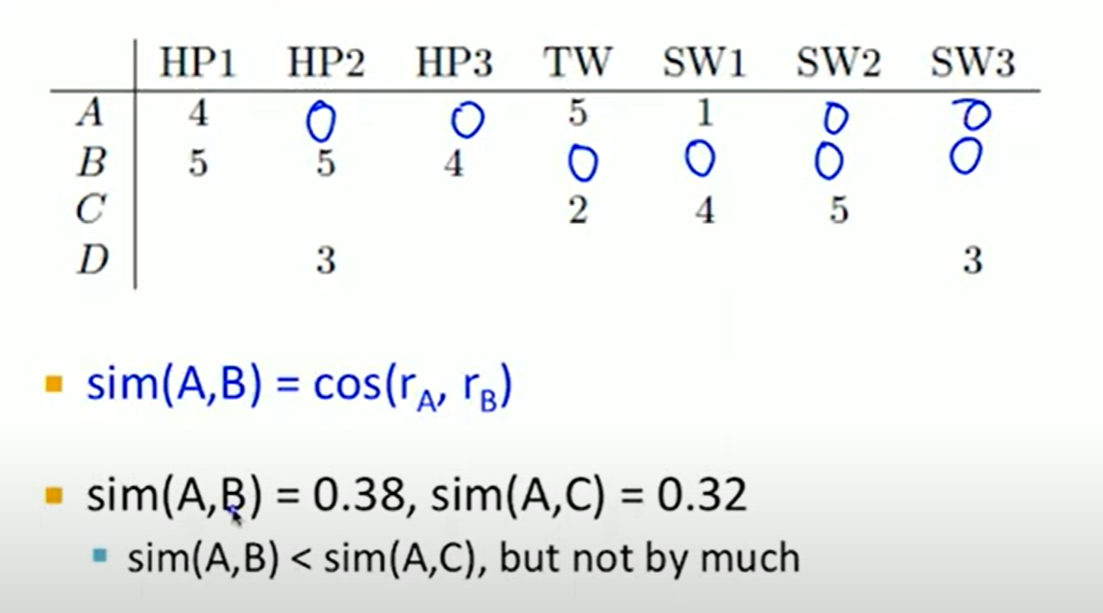 HP1 HP2 HP3 TW SW1 SW2 SW3
A 4 0 0 5 1 0 0
B 5 5 4 0 0 0 0
C 2 4 5
D 3 3
sim(A,B) = cos(r_A, r_B)
sim(A,B) = 0.38, sim(A,C) = 0.32
sim(A,B) < sim(A,C), but not by much